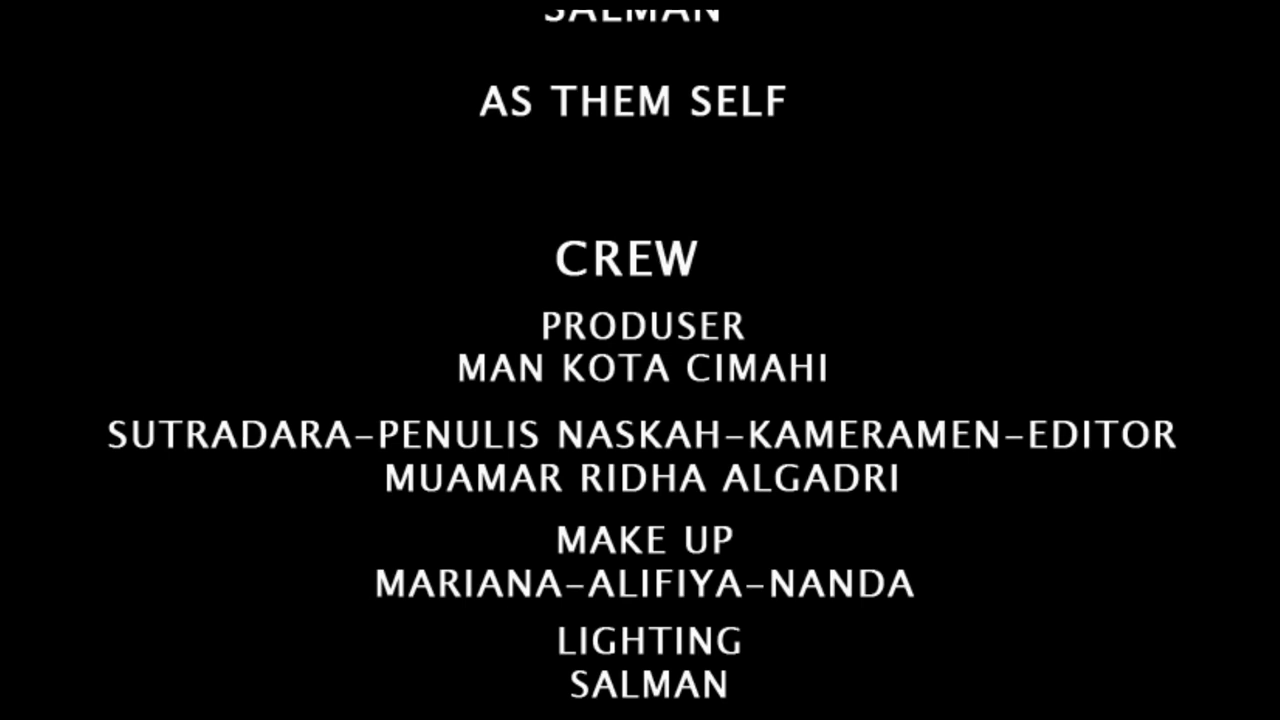 SALMAN
AS THEM SELF
CREW
PRODUSER
MAN KOTA CIMAHI
SUTRADARA-PENULIS NASKAH-KAMERAMEN-EDITOR
MUAMAR RIDHA ALGADRI
MAKE UP
MARIANA-ALIFIYA-NANDA
LIGHTING
SALMAN